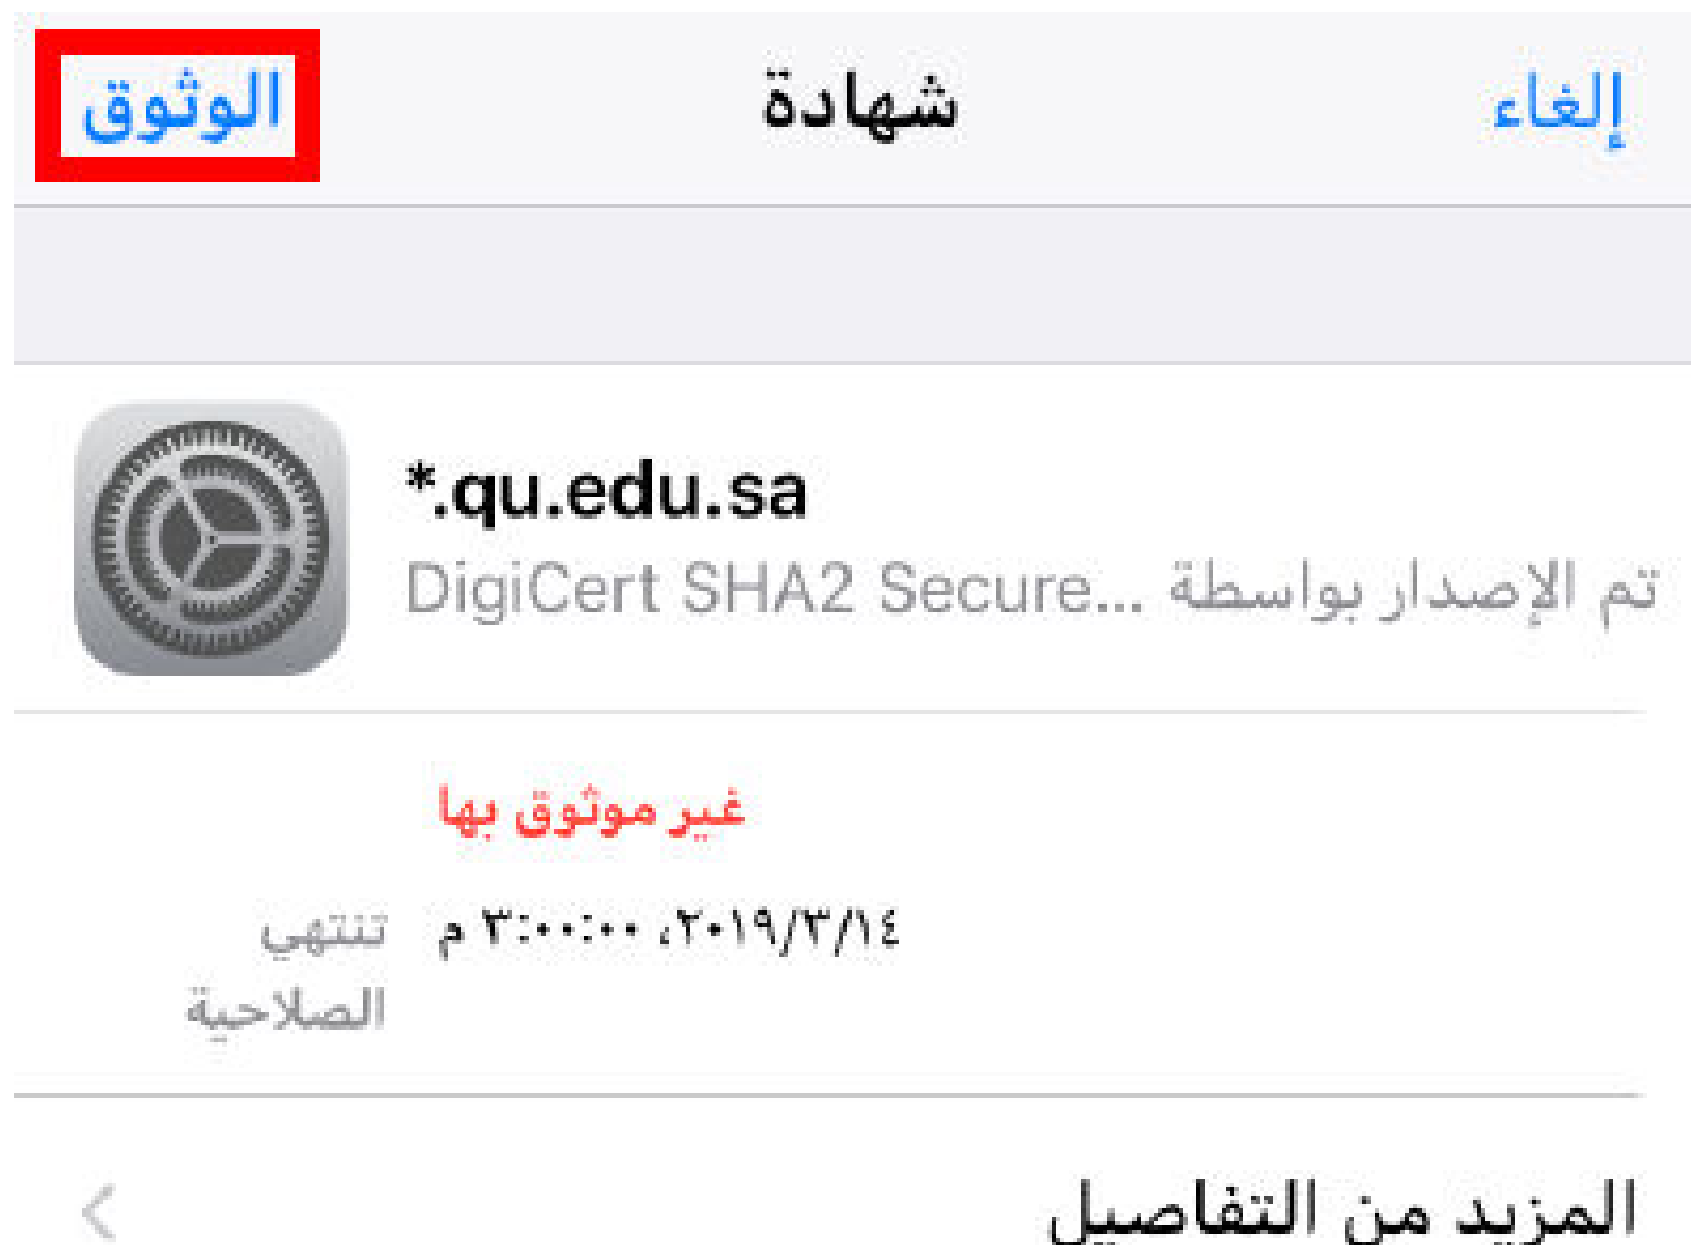 إلغاء
شهادة
الوثوق
*.qu.edu.sa
تم الإصدار بواسطة DigiCert SHA2 Secure...
غير موثوق بها
تنتهي
الصلاحية
٢٠١٩/٣/١٤، ٣:٠٠:٠٠ م
المزيد من التفاصيل